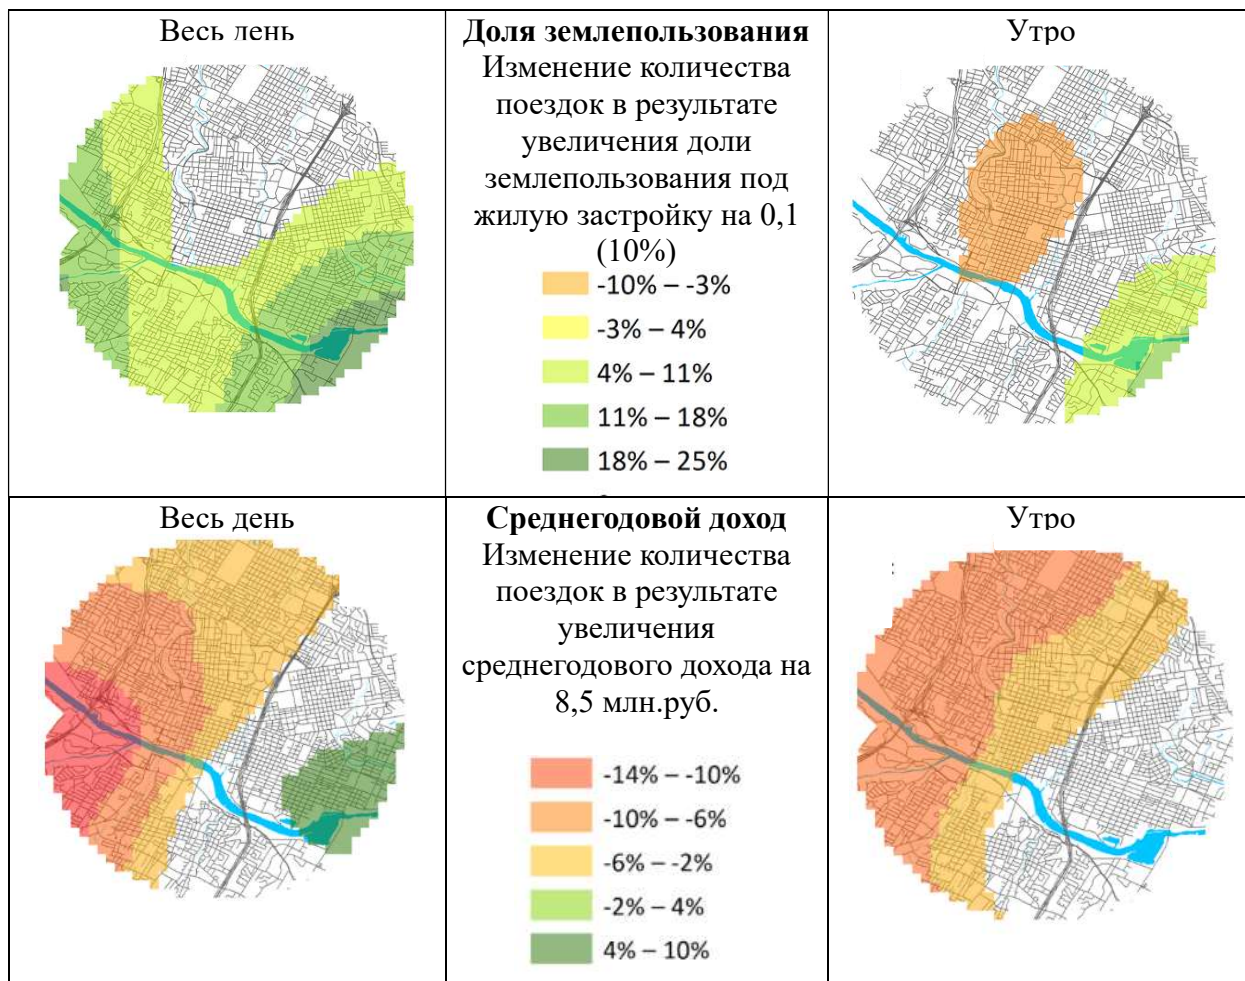 Весь день
Доля землепользования
Изменение количества
поездок в результате
увеличения доли
землепользования под
жилую застройку на 0,1
(10%)
-10% – -3%
-3% – 4%
4% – 11%
11% – 18%
18% – 25%
Утро
Весь день
Среднегодовой доход
Изменение количества
поездок в результате
увеличения
среднегодового дохода на
8,5 млн.руб.
-14% – -10%
-10% – -6%
-6% – -2%
-2% – 4%
4% – 10%
Утро